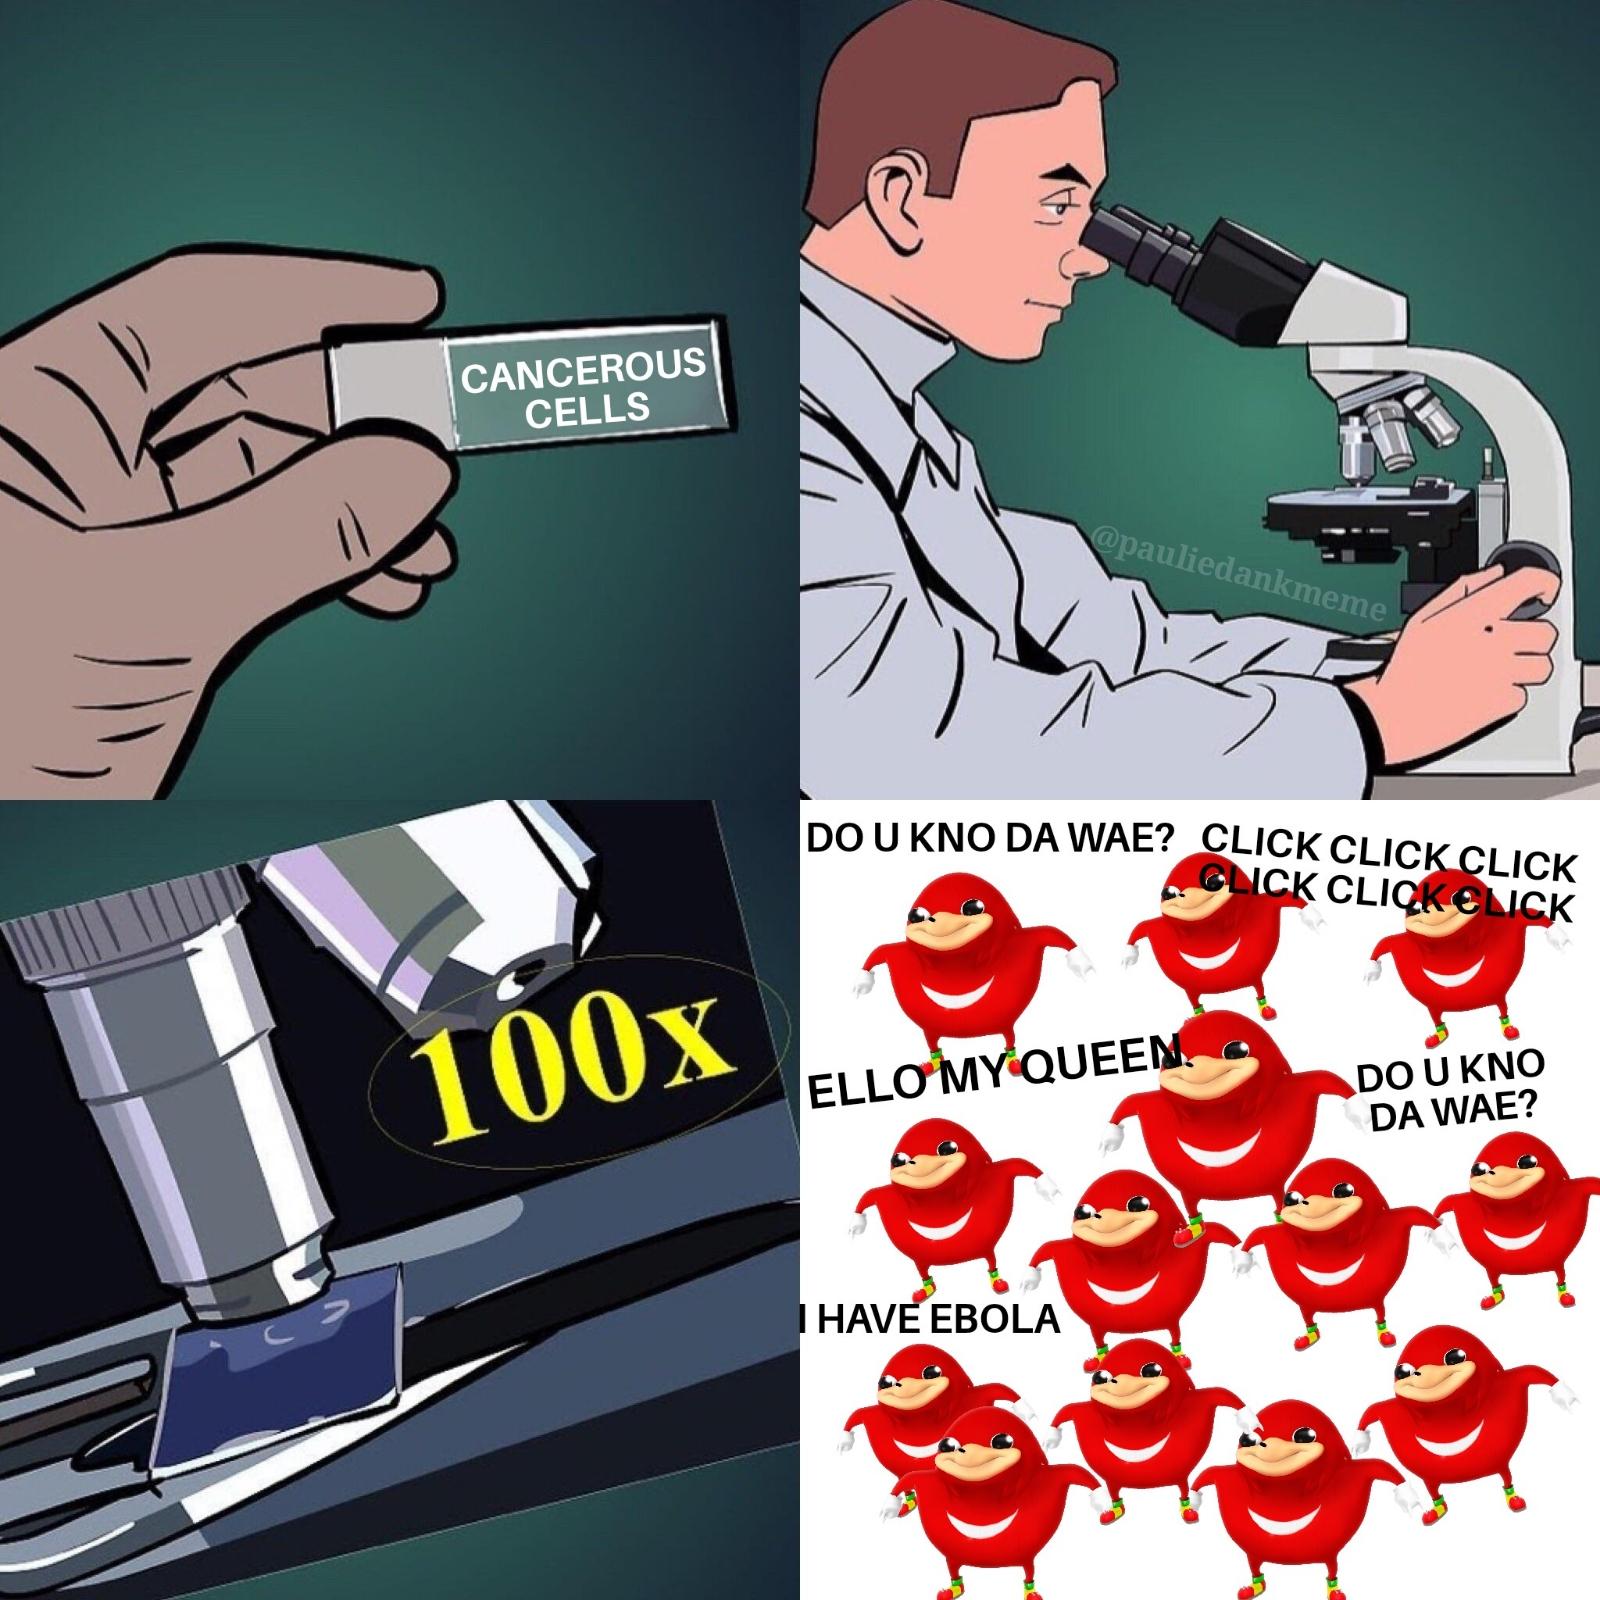 CANCEROUS
CELLS
@pauliedankmeme
100x
DO U KNO DA WAE?
CLICK CLICK CLICK
CLICK CLICK CLICK
ELLO MY QUEEN
DO U KNO
DA WAE?
I HAVE EBOLA